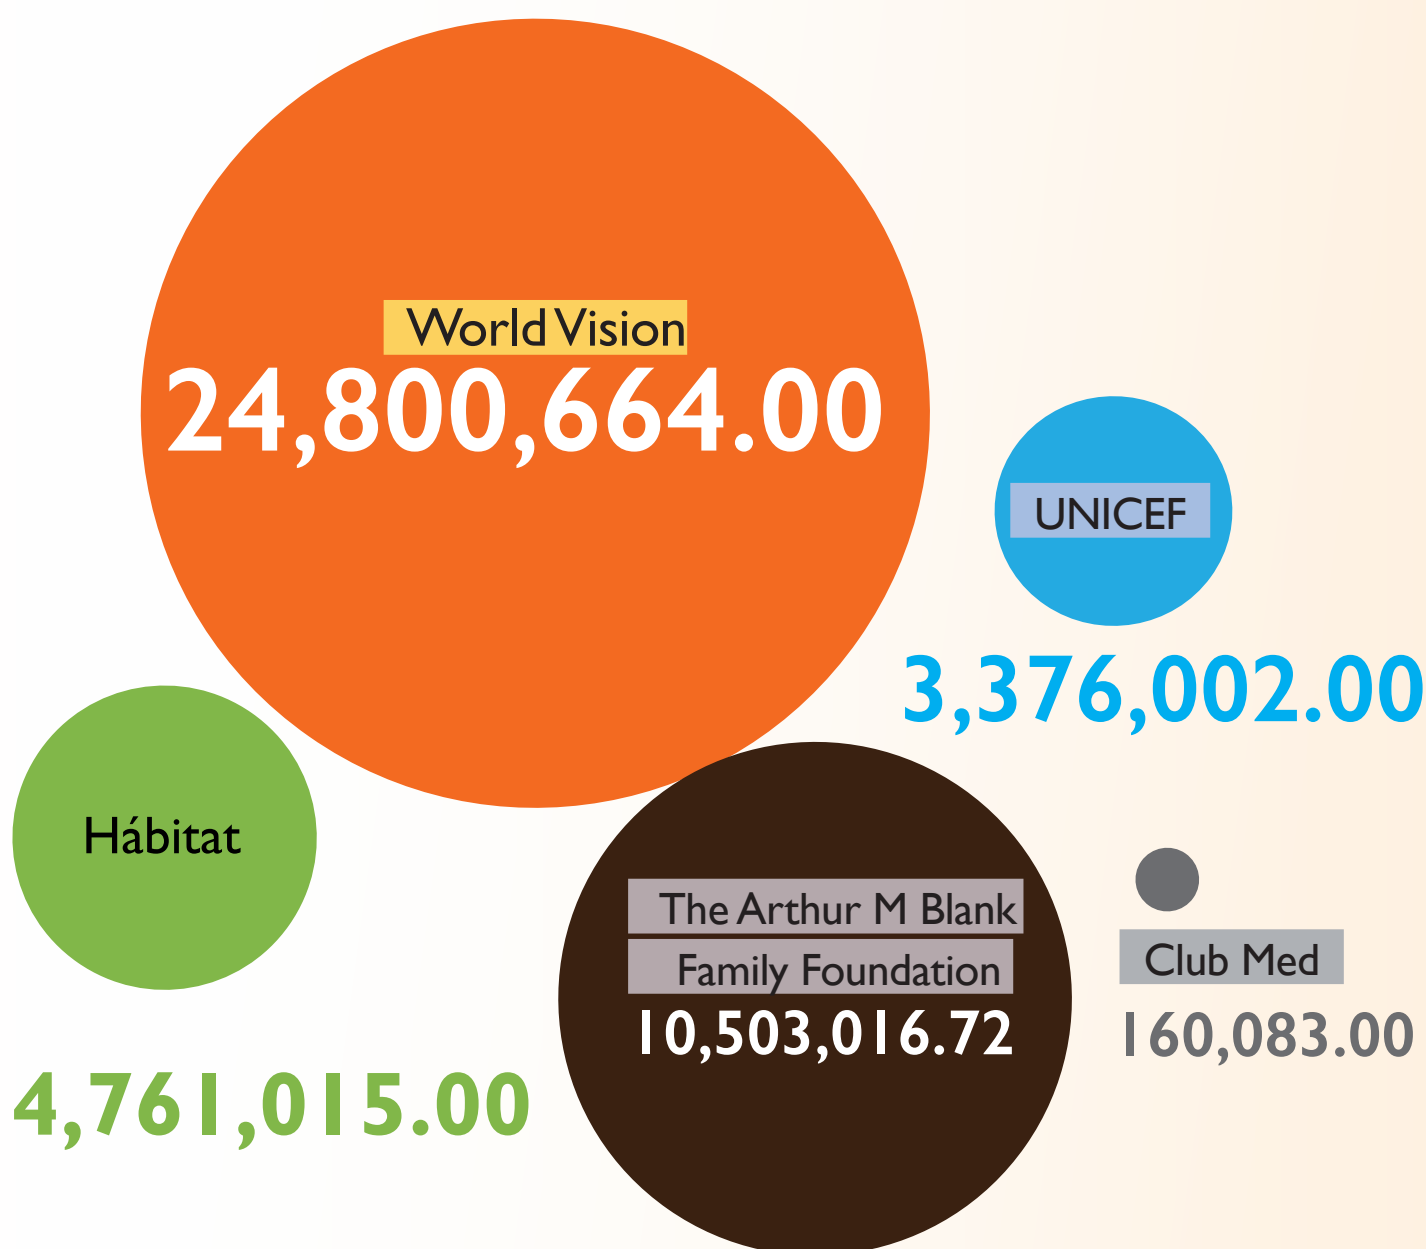 World Vision
24,800,664.00
UNICEF
3,376,002.00
Hábitat
4,761,015.00
The Arthur M Blank
Family Foundation
10,503,016.72
Club Med
160,083.00